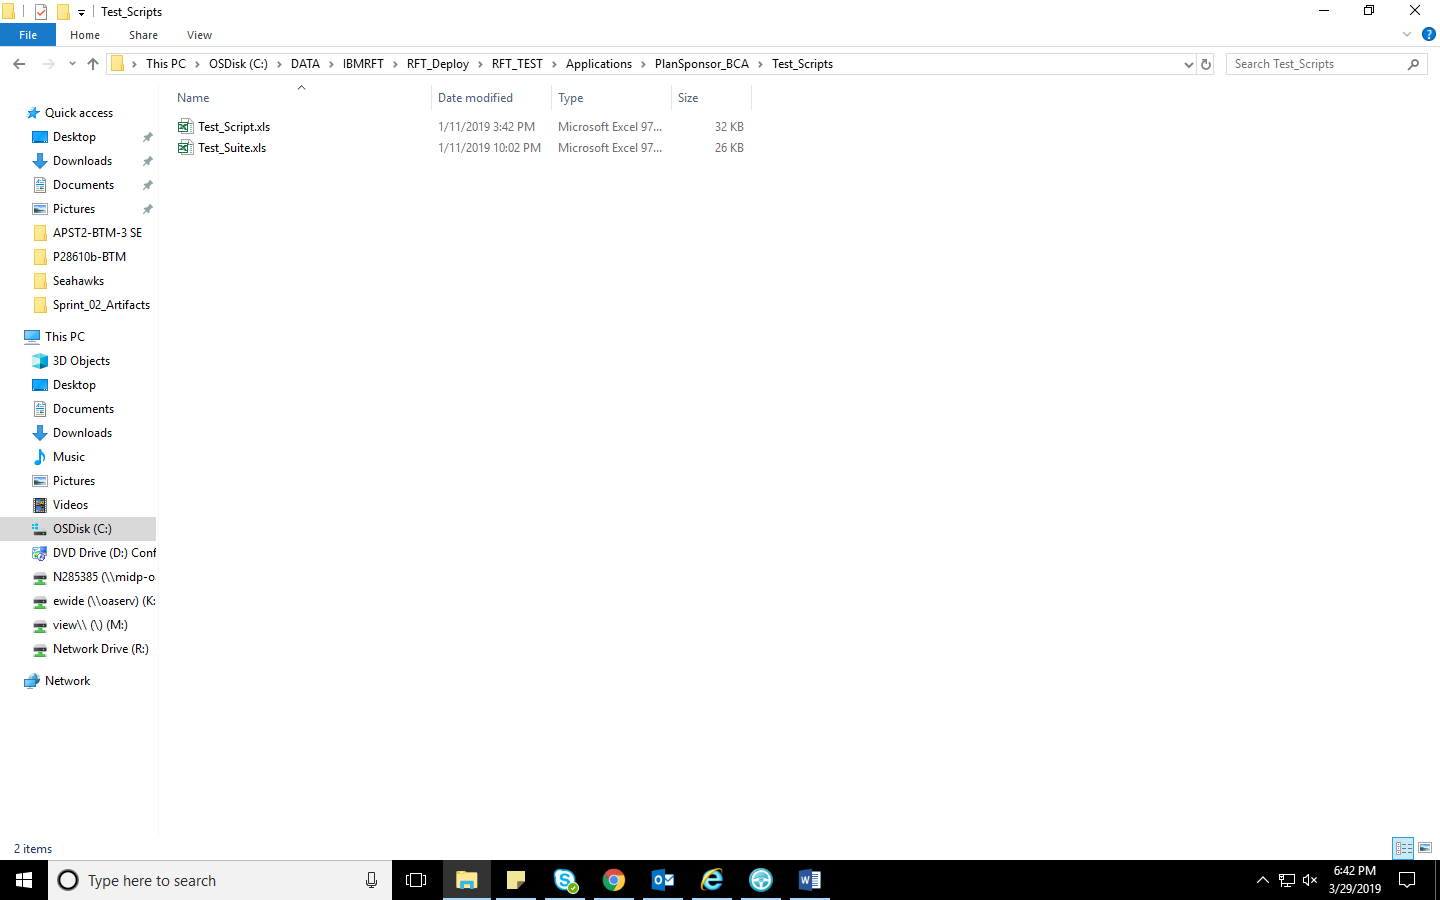 Test_Scripts
File Home Share View
This PC OSDisk (C:) DATA IBMRFT RFT_Deploy RFT_TEST Applications PlanSponsor_BCA Test_Scripts
Search Test_Scripts
Name Date modified Type Size
Test_Script.xls 1/11/2019 3:42 PM Microsoft Excel 97... 32 KB
Test_Suite.xls 1/11/2019 10:02 PM Microsoft Excel 97... 26 KB
Quick access
Desktop
Downloads
Documents
Pictures
APST2-BTM-3 SE
P28610b-BTM
Seahawks
Sprint_02_Artifacts
This PC
3D Objects
Desktop
Documents
Downloads
Music
Pictures
Videos
OSDisk (C:)
DVD Drive (D:) Conf
N285385 (\\midp-o
ewide (\\oaserv) (K:
view\\ (\) (M:)
Network Drive (R:)
Network
2 items
Type here to search
6:42 PM
3/29/2019